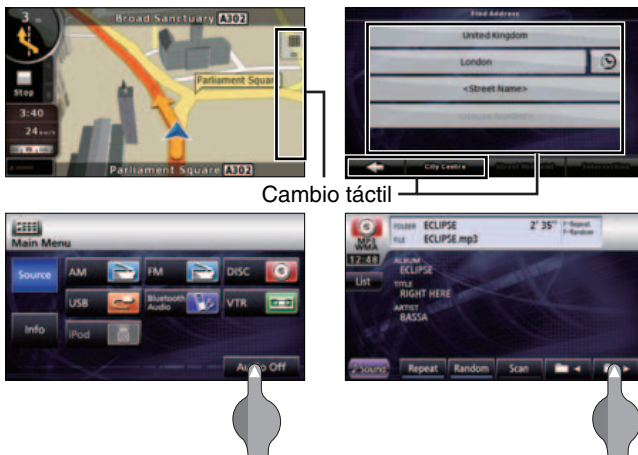 3
Broad Sanctuary A302
Parliament Square
Stop
3:40
24
Parliament Square A302
Find Address
United Kingdom
London
<Street Name>
City Centre
Cambio táctil
Main Menu
Source AM FM DISC
USB Bluetooth Audio VTR
Info iPod
Audio Off
MP3 WMA
FOLDER ECLIPSE 2' 35" F-Repeat
FILE ECLIPSE.mp3 F-Random
12:48
ALBUM
ECLIPSE
List
TITLE
RIGHT HERE
ARTIST
BASSA
Sound Repeat Random Scan